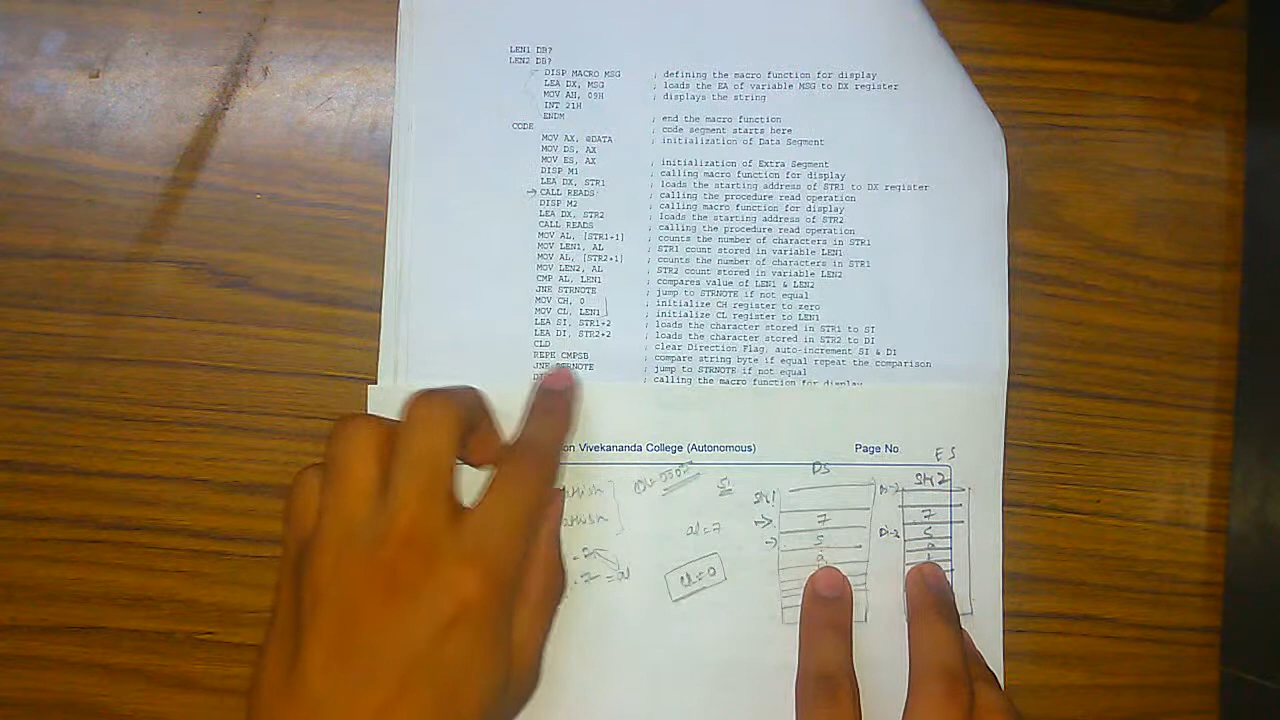 LEN1 DB?
LEN2 DB?
DISP MACRO MSG ; defining the macro function for display
LEA DX, MSG ; loads the EA of variable MSG to DX register
MOV AH, 09H ; displays the string
INT 21H
ENDM ; end the macro function
CODE ; code segment starts here
MOV AX, @DATA ; initialization of Data Segment
MOV DS, AX
MOV ES, AX ; initialization of Extra Segment
DISP M1 ; calling macro function for display
LEA DX, STR1 ; loads the starting address of STR1 to DX register
→ CALL READS ; calling the procedure read operation
DISP M2 ; calling macro function for display
LEA DX, STR2 ; loads the starting address of STR2
CALL READS ; calling the procedure read operation
MOV AL, [STR1+1] ; counts the number of characters in STR1
MOV LEN1, AL ; STR1 count stored in variable LEN1
MOV AL, [STR2+1] ; counts the number of characters in STR1
MOV LEN2, AL ; STR2 count stored in variable LEN2
CMP AL, LEN1 ; compares value of LEN1 & LEN2
JNE STRNOTE ; jump to STRNOTE if not equal
MOV CH, 0 ; initialize CH register to zero
MOV CL, LEN1 ; initialize CL register to LEN1
LEA SI, STR1+2 ; loads the character stored in STR1 to SI
LEA DI, STR2+2 ; loads the character stored in STR2 to DI
CLD ; clear Direction Flag, auto-increment SI & DI
REPE CMPSB ; compare string byte if equal repeat the comparison
JNE STRNOTE ; jump to STRNOTE if not equal
; calling the macro function for display
Vivekananda College (Autonomous) Page No
ES
DS
Str2
Str1
SI
7 7
al=7
S S
a
cl=0